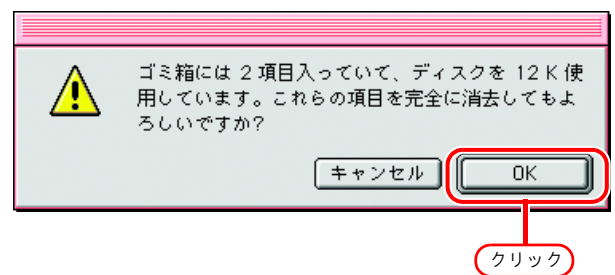 ゴミ箱には 2 項目入っていて、ディスクを 12 K 使
用しています。これらの項目を完全に消去してもよ
ろしいですか?
キャンセル
OK
クリック